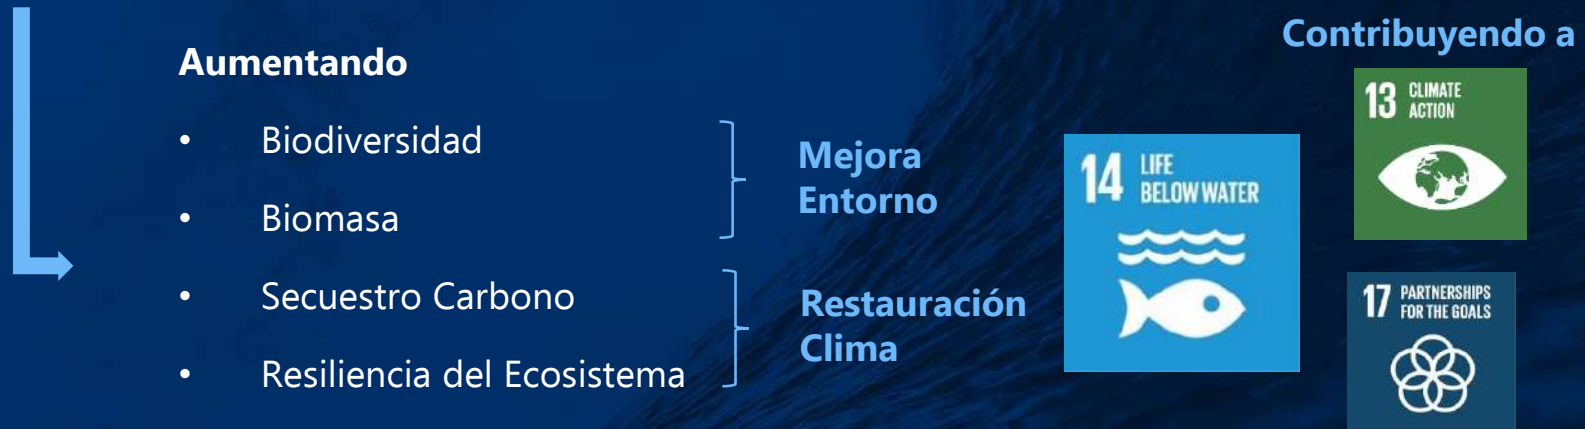 Contribuyendo a
Aumentando
• Biodiversidad
• Biomasa
• Secuestro Carbono
• Resiliencia del Ecosistema
Mejora
Entorno
Restauración
Clima
14 LIFE
BELOW WATER
13 CLIMATE
ACTION
17 PARTNERSHIPS
FOR THE GOALS